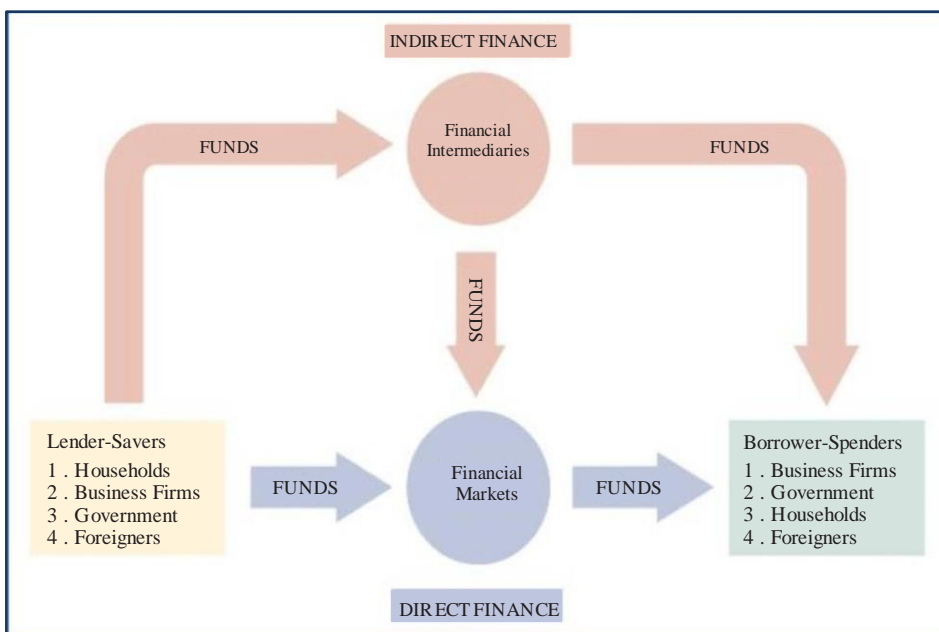 INDIRECT FINANCE
Financial
Intermediaries
FUNDS
FUNDS
FUNDS
Lender-Savers
1 . Households
2 . Business Firms
3 . Government
4 . Foreigners
FUNDS
Financial
Markets
FUNDS
Borrower-Spenders
1 . Business Firms
2 . Government
3 . Households
4 . Foreigners
DIRECT FINANCE